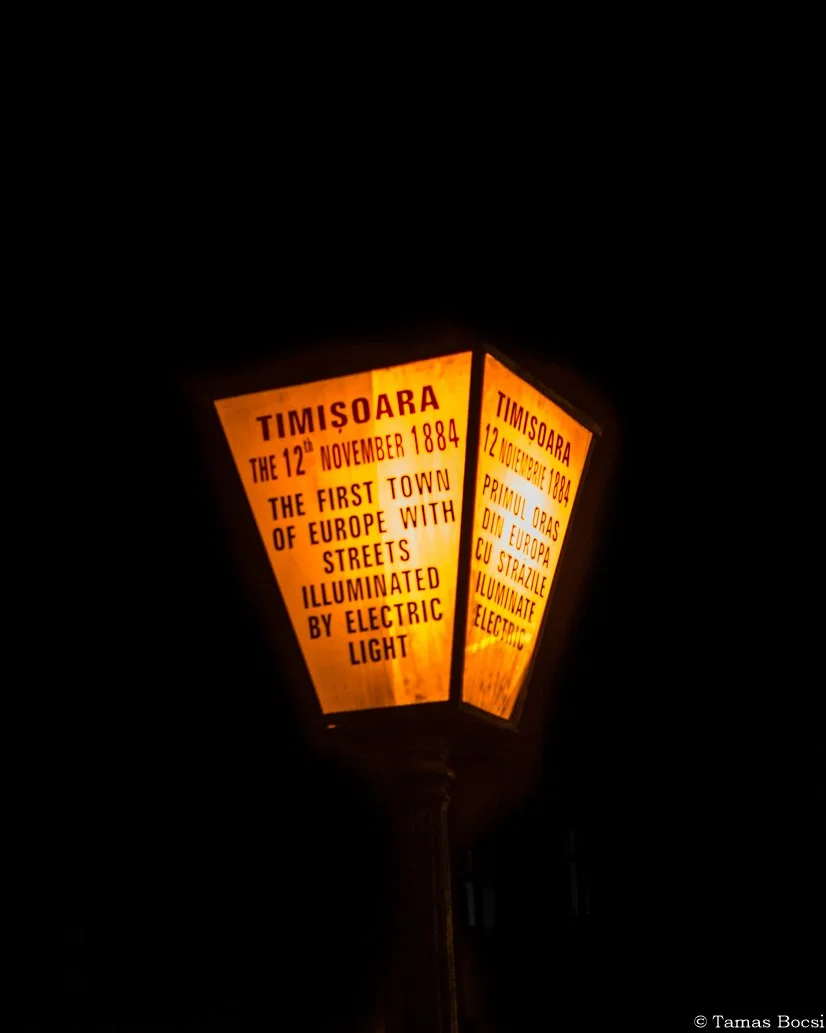 TIMIȘOARA
THE 12th NOVEMBER 1884
THE FIRST TOWN
OF EUROPE WITH
STREETS
ILLUMINATED
BY ELECTRIC
LIGHT
TIMIȘOARA
12 NOIEMBRIE 1884
PRIMUL ORAS
DIN EUROPA
CU STRAZILE
ILUMINATE
ELECTRIC
© Tamas Bocsi